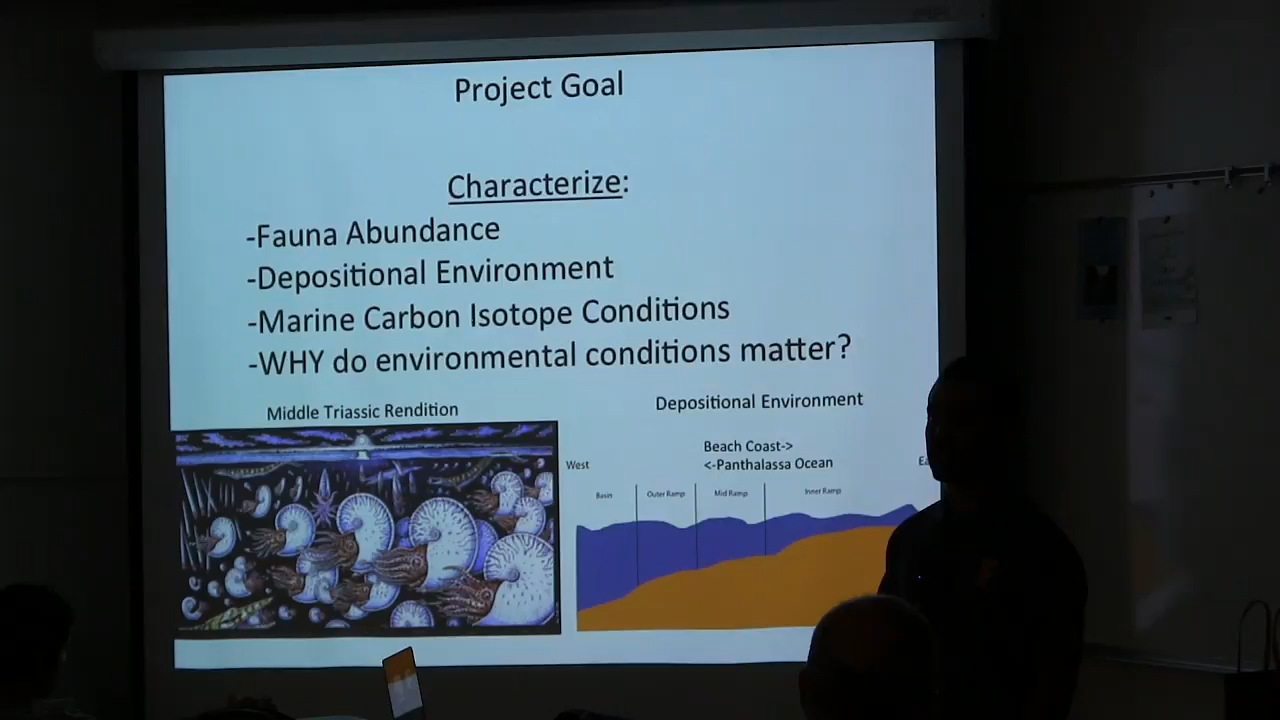 Project Goal
Characterize:
-Fauna Abundance
-Depositional Environment
-Marine Carbon Isotope Conditions
-WHY do environmental conditions matter?
Middle Triassic Rendition
Depositional Environment
Beach Coast->
West
<-Panthalassa Ocean
Basin
Outer Ramp
Mid Ramp
Inner Ramp